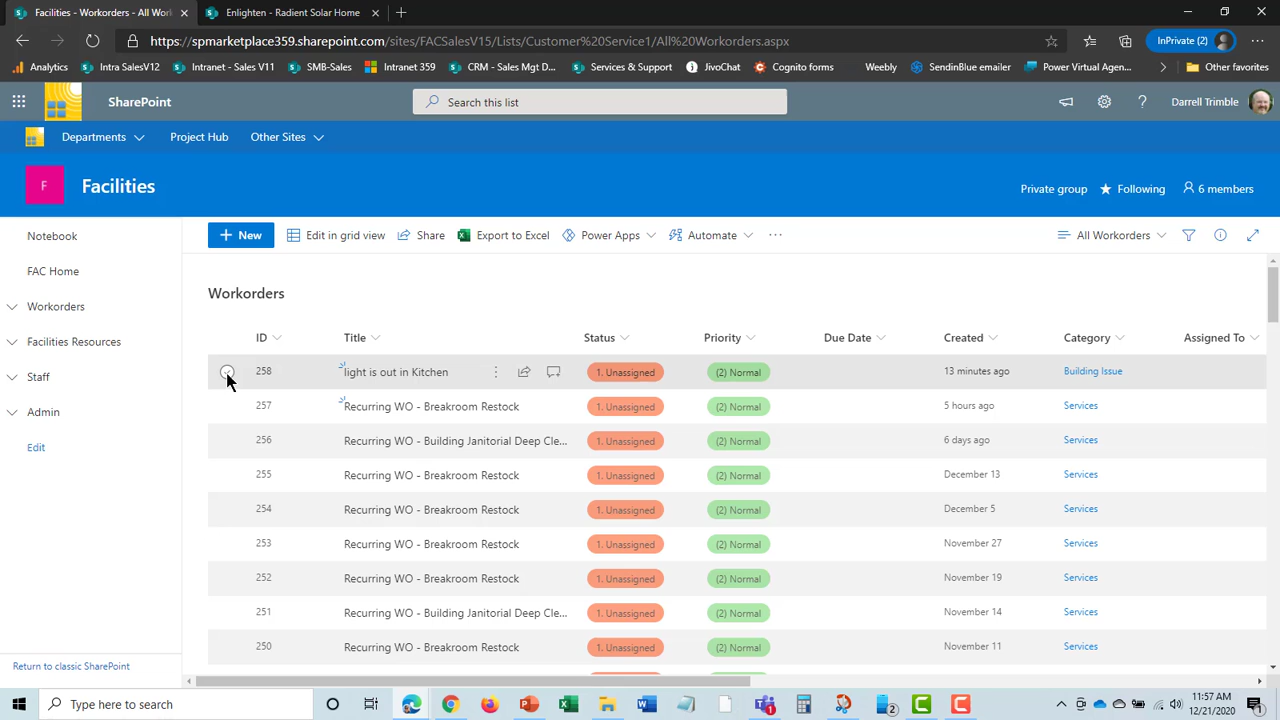 Facilities - Workorders - All Work
Enlighten - Radient Solar Home
https://spmarketplace359.sharepoint.com/sites/FACSalesV15/Lists/Customer%20Service1/All%20Workorders.aspx
InPrivate (2)
Analytics
Intra SalesV12
Intranet - Sales V11
SMB-Sales
Intranet 359
CRM - Sales Mgt D...
Services & Support
JivoChat
Cognito forms
Weebly
SendinBlue emailer
Power Virtual Agen...
Other favorites
SharePoint
Search this list
Darrell Trimble
Departments
Project Hub
Other Sites
F
Facilities
Private group
Following
6 members
Notebook
FAC Home
Workorders
Facilities Resources
Staff
Admin
Edit
Return to classic SharePoint
+ New
Edit in grid view
Share
Export to Excel
Power Apps
Automate
...
All Workorders
Workorders
ID Title Status Priority Due Date Created Category Assigned To
258 light is out in Kitchen 1. Unassigned (2) Normal 13 minutes ago Building Issue
257 Recurring WO - Breakroom Restock 1. Unassigned (2) Normal 5 hours ago Services
256 Recurring WO - Building Janitorial Deep Cle... 1. Unassigned (2) Normal 6 days ago Services
255 Recurring WO - Breakroom Restock 1. Unassigned (2) Normal December 13 Services
254 Recurring WO - Breakroom Restock 1. Unassigned (2) Normal December 5 Services
253 Recurring WO - Breakroom Restock 1. Unassigned (2) Normal November 27 Services
252 Recurring WO - Breakroom Restock 1. Unassigned (2) Normal November 19 Services
251 Recurring WO - Building Janitorial Deep Cle... 1. Unassigned (2) Normal November 14 Services
250 Recurring WO - Breakroom Restock 1. Unassigned (2) Normal November 11 Services
Type here to search
11:57 AM
12/21/2020